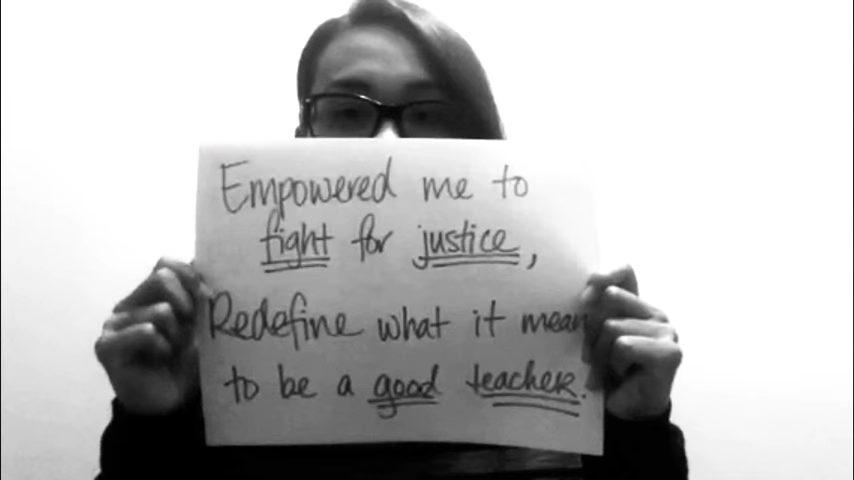 Empowered me to
fight for justice,
Redefine what it mean
to be a good teacher.